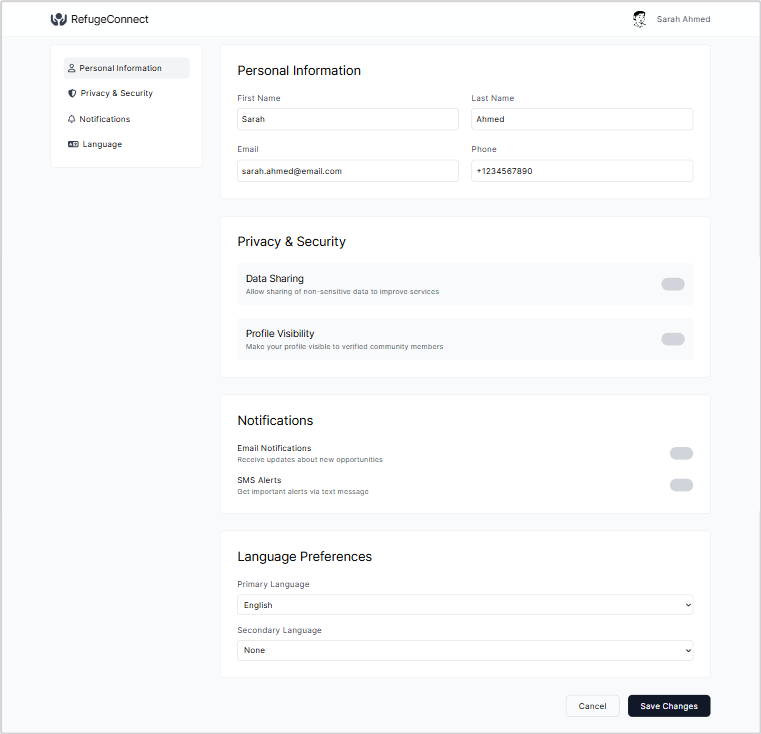 RefugeConnect
Sarah Ahmed
Personal Information
Privacy & Security
Notifications
Language
Personal Information
First Name
Last Name
Sarah
Ahmed
Email
Phone
sarah.ahmed@email.com
+1234567890
Privacy & Security
Data Sharing
Allow sharing of non-sensitive data to improve services
Profile Visibility
Make your profile visible to verified community members
Notifications
Email Notifications
Receive updates about new opportunities
SMS Alerts
Get important alerts via text message
Language Preferences
Primary Language
English
Secondary Language
None
Cancel
Save Changes